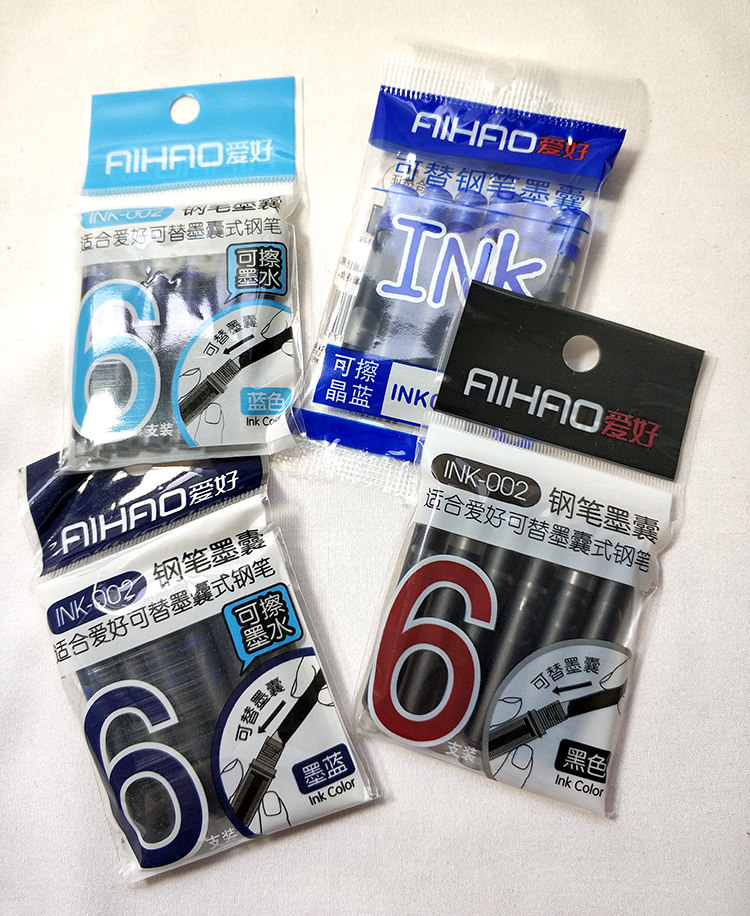 AIHAO爱好
INK-002 钢笔墨囊
适合爱好可替墨囊式钢笔
可擦
墨水
6
可替墨囊
支装
蓝色
Ink Color
AIHAO爱好
可替钢笔墨囊
INK
可擦
晶蓝
INK
AIHAO爱好
INK-002 钢笔墨囊
适合爱好可替墨囊式钢笔
可擦
墨水
6
可替墨囊
支装
墨蓝
Ink Color
AIHAO爱好
INK-002 钢笔墨囊
适合爱好可替墨囊式钢笔
6
可替墨囊
支装
黑色
Ink Color